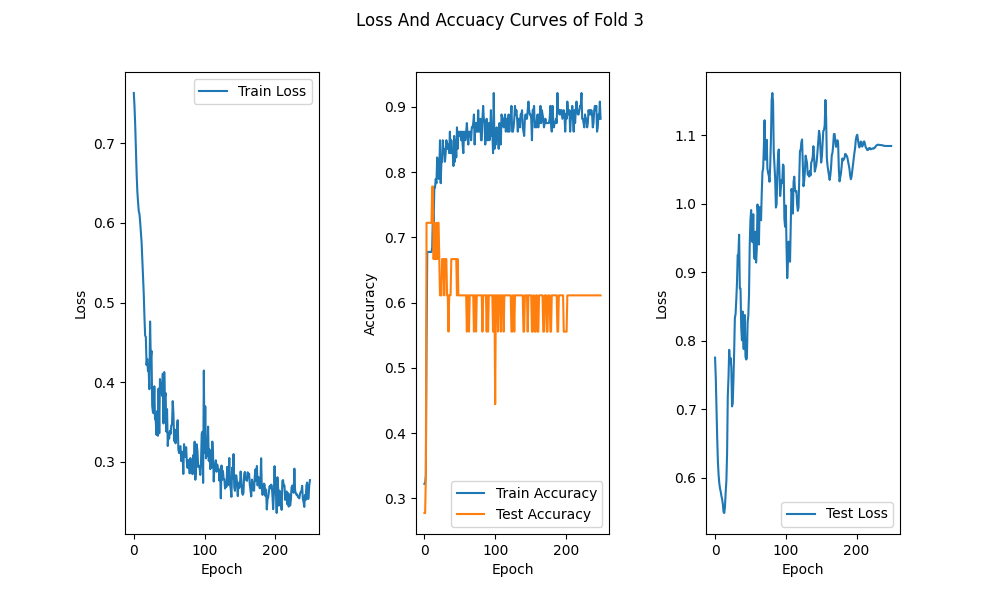 Loss And Accuacy Curves of Fold 3
Train Loss
0.7
0.6
0.5
0.4
0.3
Loss
0 100 200
Epoch
0.9
0.8
0.7
0.6
0.5
0.4
0.3
Accuracy
Train Accuracy
Test Accuracy
0 100 200
Epoch
1.1
1.0
0.9
0.8
0.7
0.6
Loss
Test Loss
0 100 200
Epoch